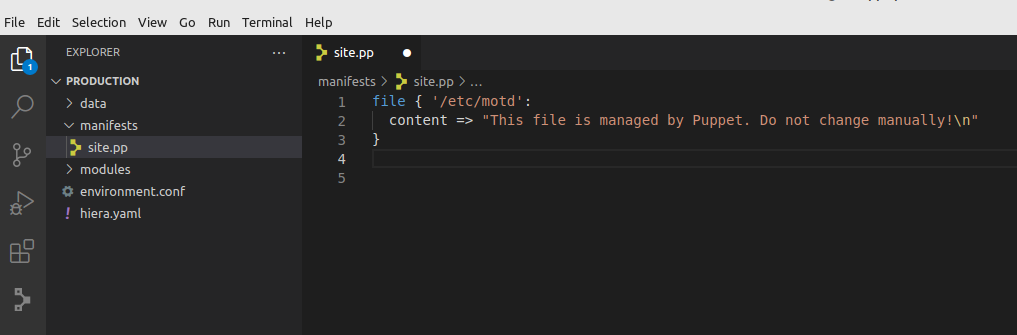 File Edit Selection View Go Run Terminal Help
EXPLORER ...
site.pp
1
PRODUCTION
manifests > site.pp > ...
data
manifests
site.pp
modules
environment.conf
! hiera.yaml
1 file { '/etc/motd':
2 content => "This file is managed by Puppet. Do not change manually!\n"
3 }
4
5